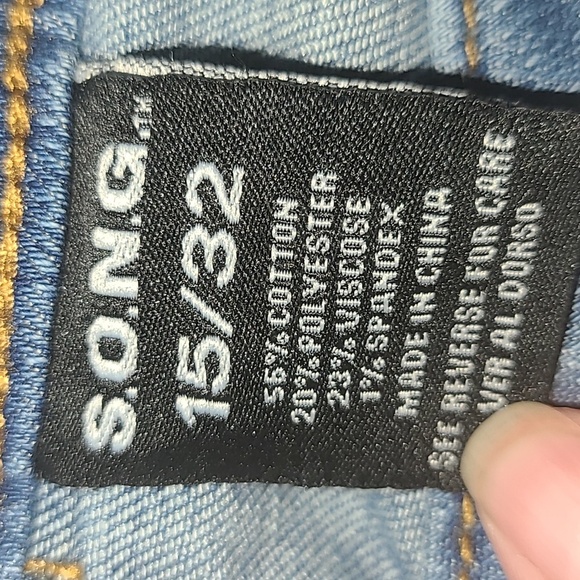 S.O.N.G.
15/32
56% COTTON
20% POLYESTER
23% VISCOSE
1% SPANDEX
MADE IN CHINA
SEE REVERSE FOR CARE
VER AL DORSO